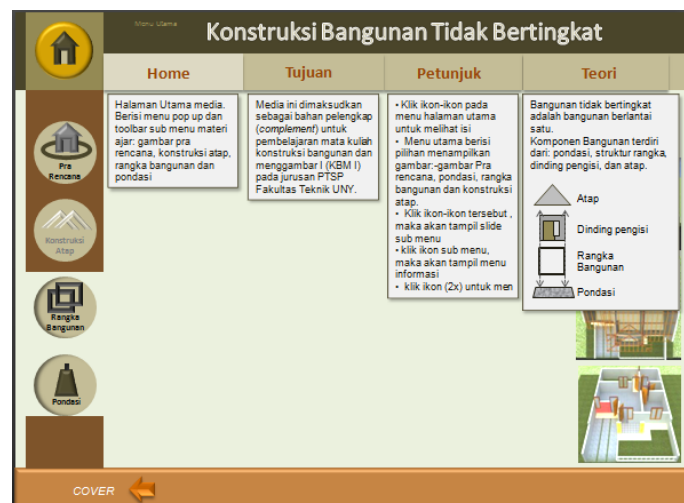 Menu Utama
Konstruksi Bangunan Tidak Bertingkat
Home
Tujuan
Petunjuk
Teori
Halaman Utama media.
Berisi menu pop up dan
toolbar sub menu materi
ajar: gambar pra
rencana, konstruksi atap,
rangka bangunan dan
pondasi
Media ini dimaksudkan
sebagai bahan pelengkap
(complement) untuk
pembelajaran mata kuliah
konstruksi bangunan dan
menggambar I (KBM I)
pada jurusan PTSP
Fakultas Teknik UNY.
• Klik ikon-ikon pada
menu halaman utama
untuk melihat isi
• Menu utama berisi
pilihan menampilkan
gambar:-gambar Pra
rencana, pondasi, rangka
bangunan dan konstruksi
atap.
• Klik ikon-ikon tersebut ,
maka akan tampil slide
sub menu
• klik ikon sub menu,
maka akan tampil menu
informasi
• klik ikon (2x) untuk men
Bangunan tidak bertingkat
adalah bangunan berlantai
satu.
Komponen Bangunan terdiri
dari: pondasi, struktur rangka,
dinding pengisi, dan atap.
Atap
Dinding pengisi
Rangka
Bangunan
Pondasi
Pra
Rencana
Konstruksi
Atap
Rangka
Bangunan
Pondasi
COVER